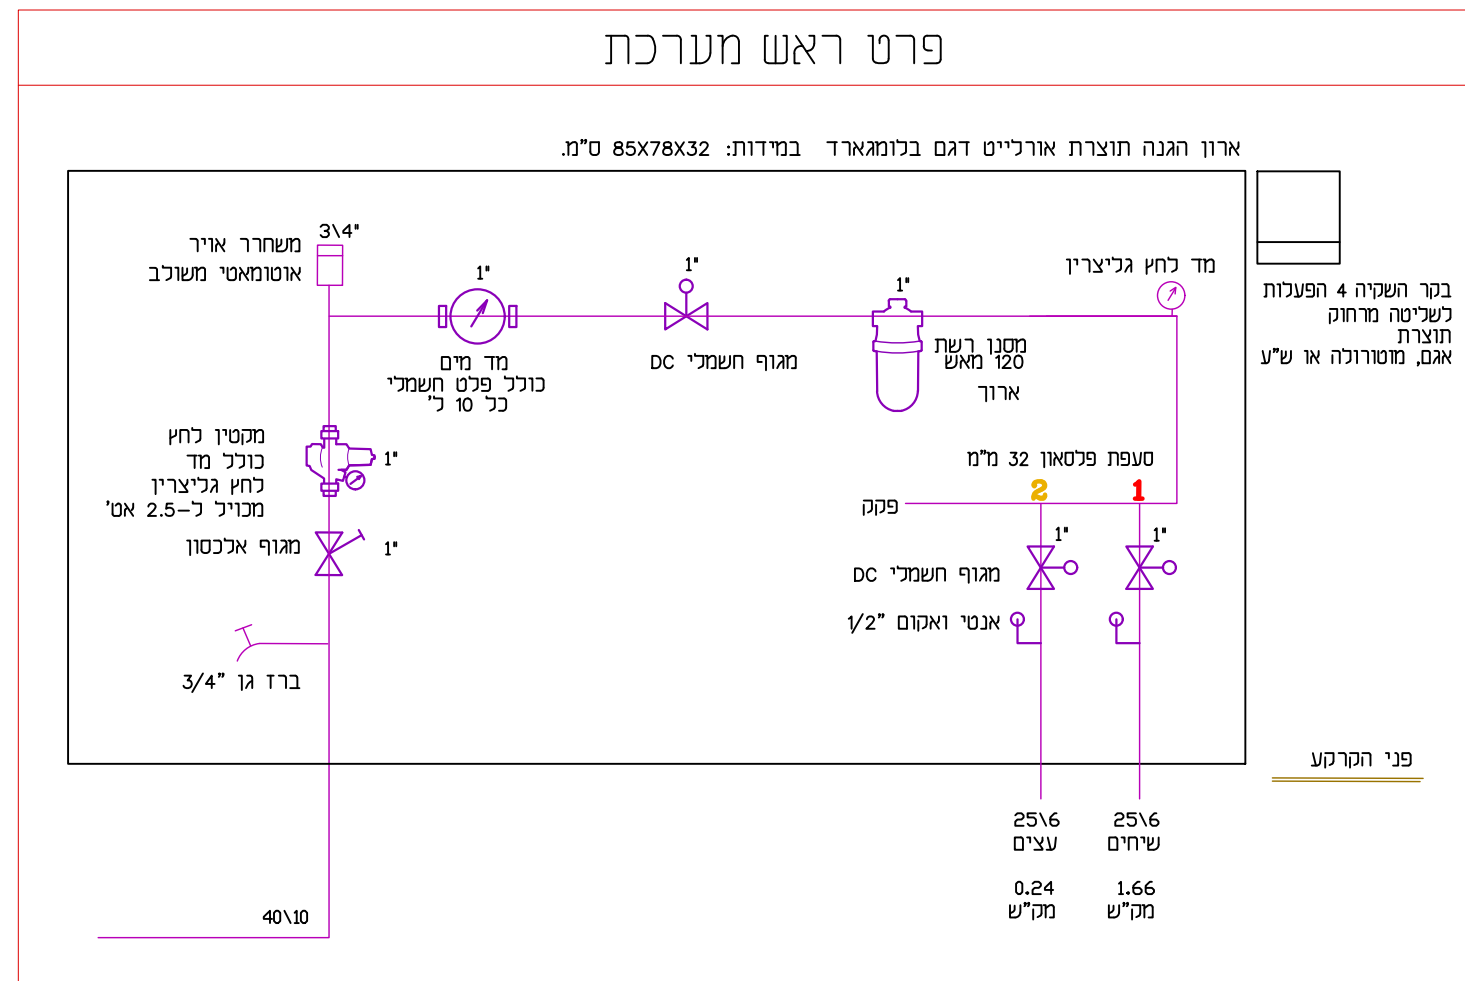 פרט ראש מערכת
ארון הגנה תוצרת אורלייט דגם בלומגארד במידות: 85X78X32 ס"מ.
3\4"
משחרר אויר
אוטומאטי משולב
1"
מד מים
כולל פלט חשמלי
כל 10 ל'
1"
מגוף חשמלי DC
1"
מסנן רשת
120 מאש
ארוך
מד לחץ גליצרין
בקר השקיה 4 הפעלות
לשליטה מרחוק
תוצרת
אגם, מוטורולה או ש"ע
מקטין לחץ
כולל מד
לחץ גליצרין
מכויל ל-2.5 אט'
1"
מגוף אלכסון
1"
ברז גן "3/4
סעפת פלסאון 32 מ"מ
פקק
2
1
1"
1"
מגוף חשמלי DC
אנטי ואקום "1/2
פני הקרקע
25\6
עצים
0.24
מק"ש
25\6
שיחים
1.66
מק"ש
40\10